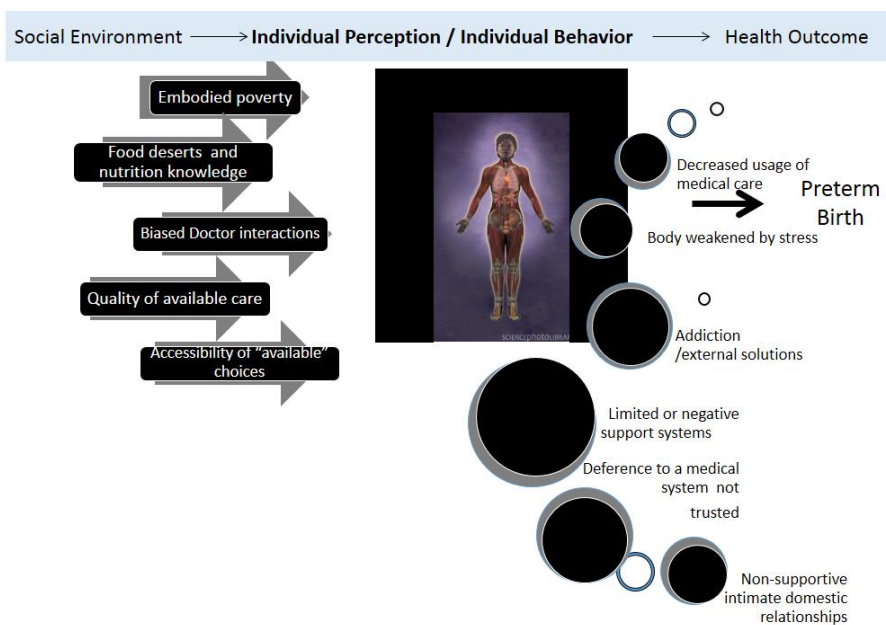 Social Environment
Individual Perception / Individual Behavior
Health Outcome
Embodied poverty
Food deserts and
nutrition knowledge
Biased Doctor interactions
Quality of available care
Accessibility of “available”
choices
SCIENCEPHOTOLIBRA
Decreased usage of
medical care
Preterm
Birth
Body weakened by stress
Addiction
/external solutions
Limited or negative
support systems
Deference to a medical
system not
trusted
Non-supportive
intimate domestic
relationships